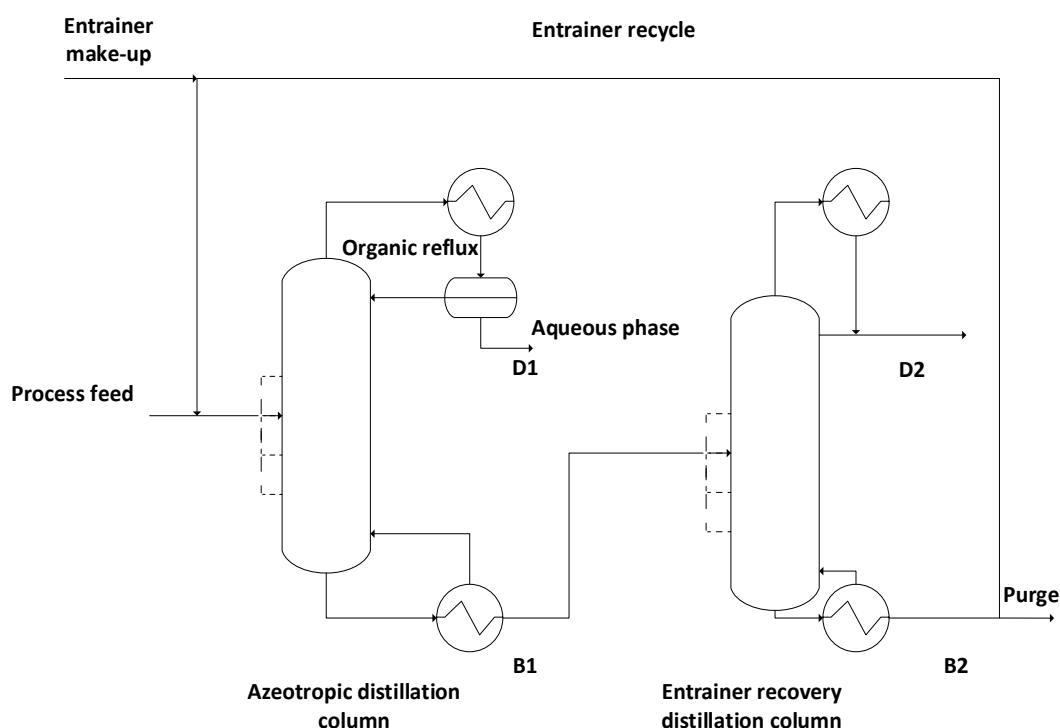 Entrainer
make-up
Entrainer recycle
Organic reflux
Aqueous phase
D1
D2
Process feed
Purge
B1
B2
Azeotropic distillation
column
Entrainer recovery
distillation column